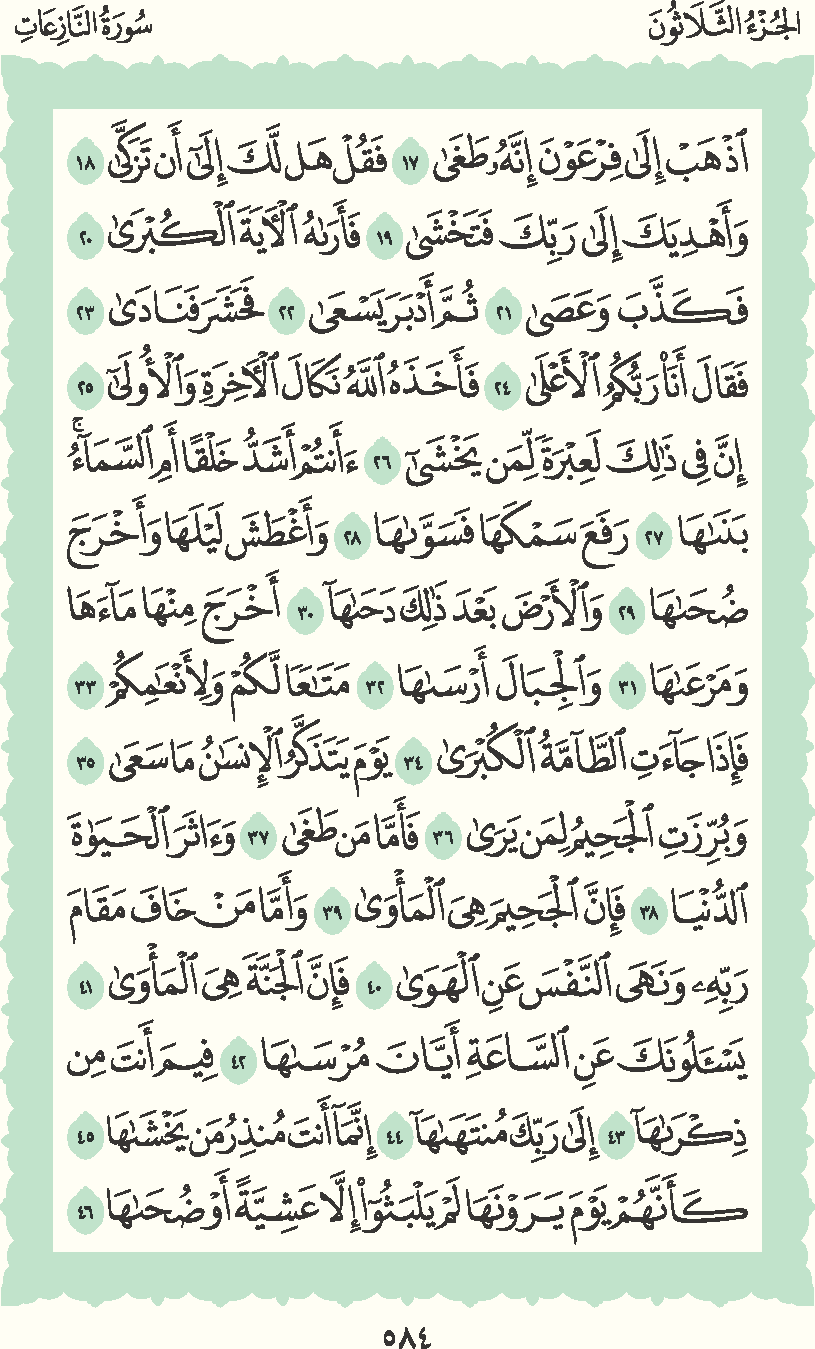 الجُزْءُ الثَّلَاثُونَ سُورَةُ النَّازِعَاتِ
ٱذْهَبْ إِلَىٰ فِرْعَوْنَ إِنَّهُۥ طَغَىٰ ١٧ فَقُلْ هَل لَّكَ إِلَىٰٓ أَن تَزَكَّىٰ ١٨
وَأَهْدِيَكَ إِلَىٰ رَبِّكَ فَتَخْشَىٰ ١٩ فَأَرَىٰهُ ٱلْـَٔايَةَ ٱلْكُبْرَىٰ ٢٠
فَكَذَّبَ وَعَصَىٰ ٢١ ثُمَّ أَدْبَرَ يَسْعَىٰ ٢٢ فَحَشَرَ فَنَادَىٰ ٢٣
فَقَالَ أَنَا۠ رَبُّكُمُ ٱلْأَعْلَىٰ ٢٤ فَأَخَذَهُ ٱللَّهُ نَكَالَ ٱلْـَٔاخِرَةِ وَٱلْأُولَىٰٓ ٢٥
إِنَّ فِى ذَٰلِكَ لَعِبْرَةً لِّمَن يَخْشَىٰٓ ٢٦ ءَأَنتُمْ أَشَدُّ خَلْقًا أَمِ ٱلسَّمَآءُ ۚ
بَنَىٰهَا ٢٧ رَفَعَ سَمْكَهَا فَسَوَّىٰهَا ٢٨ وَأَغْطَشَ لَيْلَهَا وَأَخْرَجَ
ضُحَىٰهَا ٢٩ وَٱلْأَرْضَ بَعْدَ ذَٰلِكَ دَحَىٰهَآ ٣٠ أَخْرَجَ مِنْهَا مَآءَهَا
وَمَرْعَىٰهَا ٣١ وَٱلْجِبَالَ أَرْسَىٰهَا ٣٢ مَتَٰعًا لَّكُمْ وَلِأَنْعَٰمِكُمْ ٣٣
فَإِذَا جَآءَتِ ٱلطَّآمَّةُ ٱلْكُبْرَىٰ ٣٤ يَوْمَ يَتَذَكَّرُ ٱلْإِنسَٰنُ مَا سَعَىٰ ٣٥
وَبُرِّزَتِ ٱلْجَحِيمُ لِمَن يَرَىٰ ٣٦ فَأَمَّا مَن طَغَىٰ ٣٧ وَءَاثَرَ ٱلْحَيَوٰةَ
ٱلدُّنْيَا ٣٨ فَإِنَّ ٱلْجَحِيمَ هِىَ ٱلْمَأْوَىٰ ٣٩ وَأَمَّا مَنْ خَافَ مَقَامَ
رَبِّهِۦ وَنَهَى ٱلنَّفْسَ عَنِ ٱلْهَوَىٰ ٤٠ فَإِنَّ ٱلْجَنَّةَ هِىَ ٱلْمَأْوَىٰ ٤١
يَسْـَٔلُونَكَ عَنِ ٱلسَّاعَةِ أَيَّانَ مُرْسَىٰهَا ٤٢ فِيمَ أَنتَ مِن
ذِكْرَىٰهَآ ٤٣ إِلَىٰ رَبِّكَ مُنتَهَىٰهَآ ٤٤ إِنَّمَآ أَنتَ مُنذِرُ مَن يَخْشَىٰهَا ٤٥
كَأَنَّهُمْ يَوْمَ يَرَوْنَهَا لَمْ يَلْبَثُوٓا۟ إِلَّا عَشِيَّةً أَوْ ضُحَىٰهَا ٤٦
٥٨٤